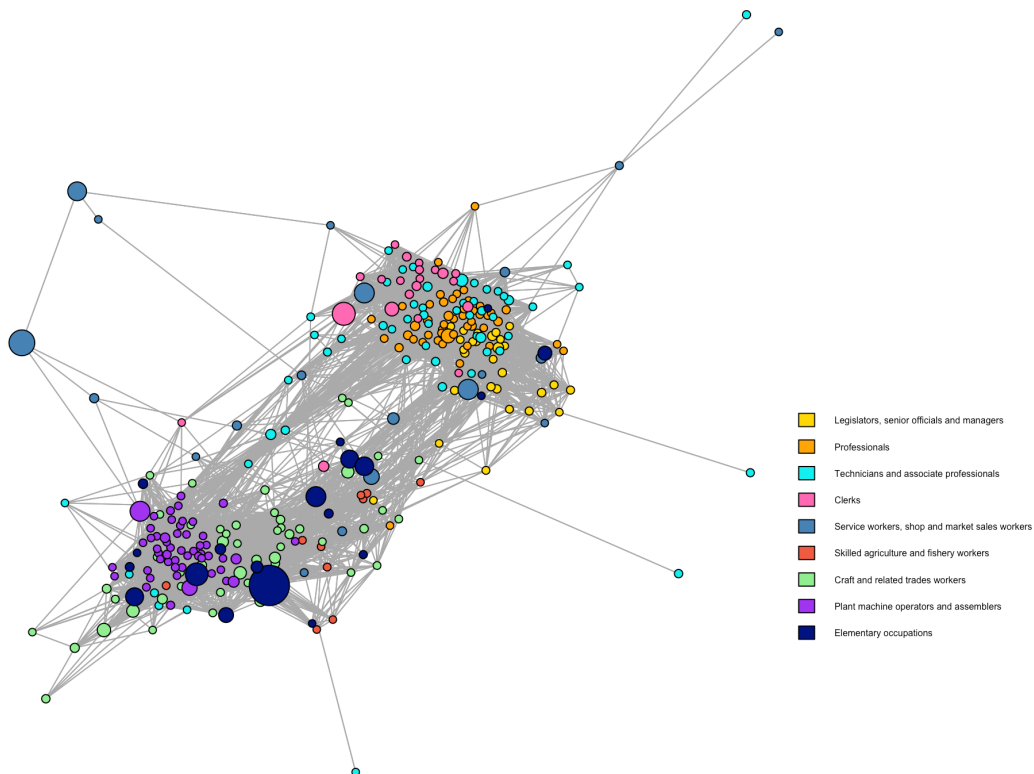 Legislators, senior officials and managers
Professionals
Technicians and associate professionals
Clerks
Service workers, shop and market sales workers
Skilled agriculture and fishery workers
Craft and related trades workers
Plant machine operators and assemblers
Elementary occupations